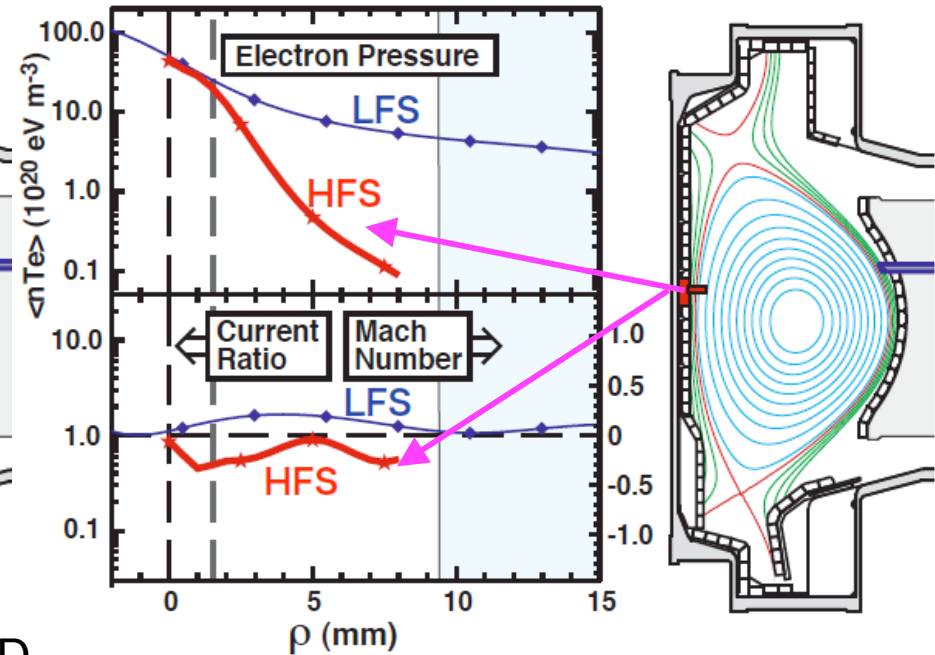 <nTe> (10²⁰ eV m⁻³)
100.0
10.0
1.0
0.1
Electron Pressure
LFS
HFS
10.0
1.0
0.1
Current
Ratio
Mach
Number
LFS
HFS
1.0
0.5
0
-0.5
-1.0
0
5
10
15
ρ (mm)
D